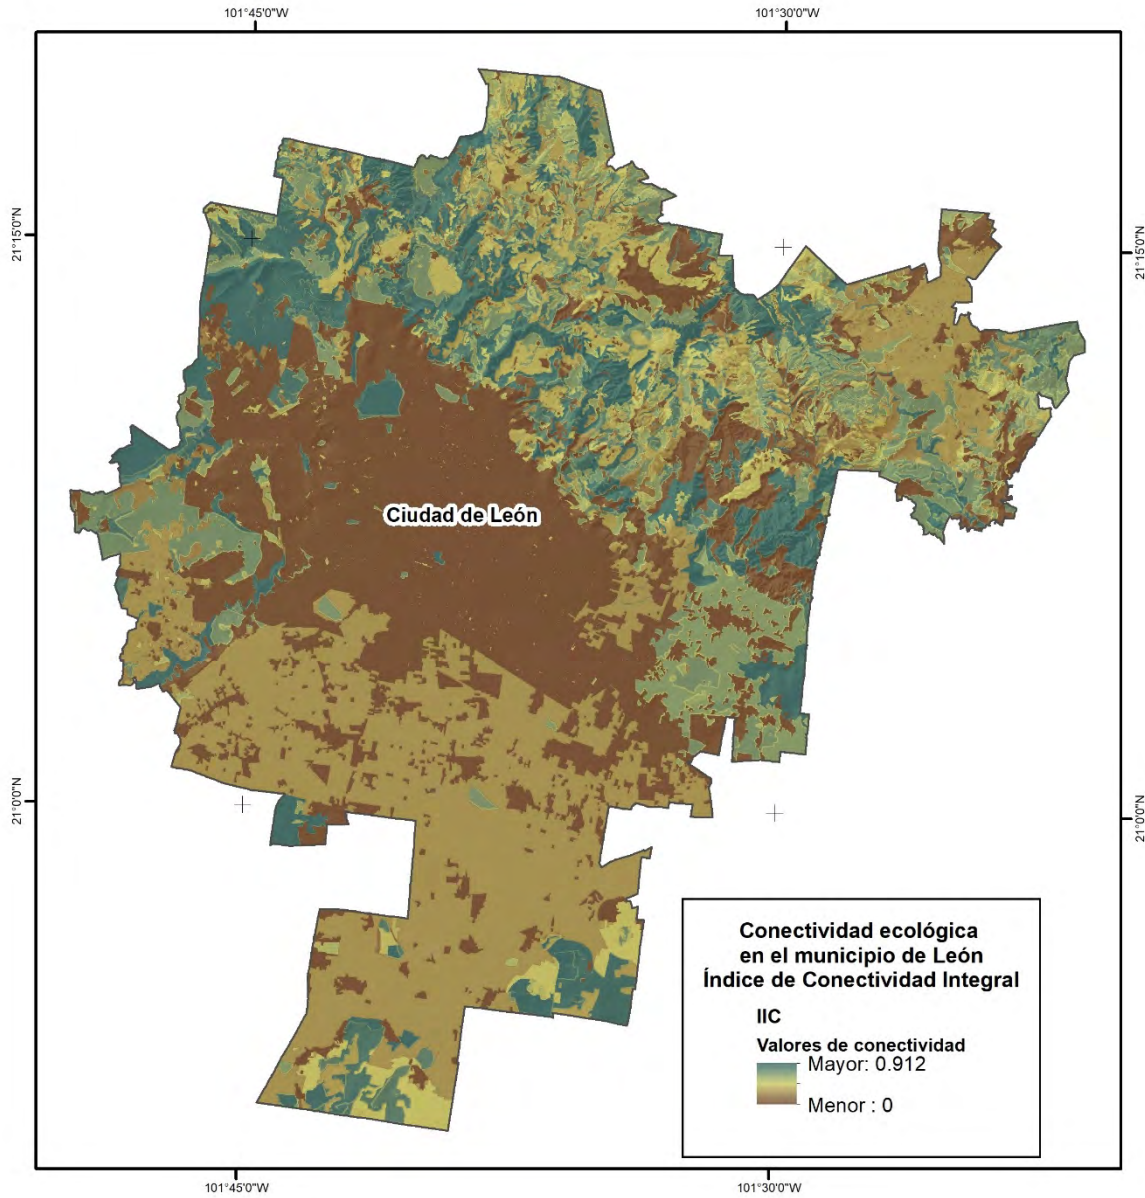 101°45'0"W
101°30'0"W
21°15'0"N
21°15'0"N
Ciudad de León
21°0'0"N
21°0'0"N
Conectividad ecológica
en el municipio de León
Índice de Conectividad Integral
IIC
Valores de conectividad
Mayor: 0.912
Menor : 0
101°45'0"W
101°30'0"W